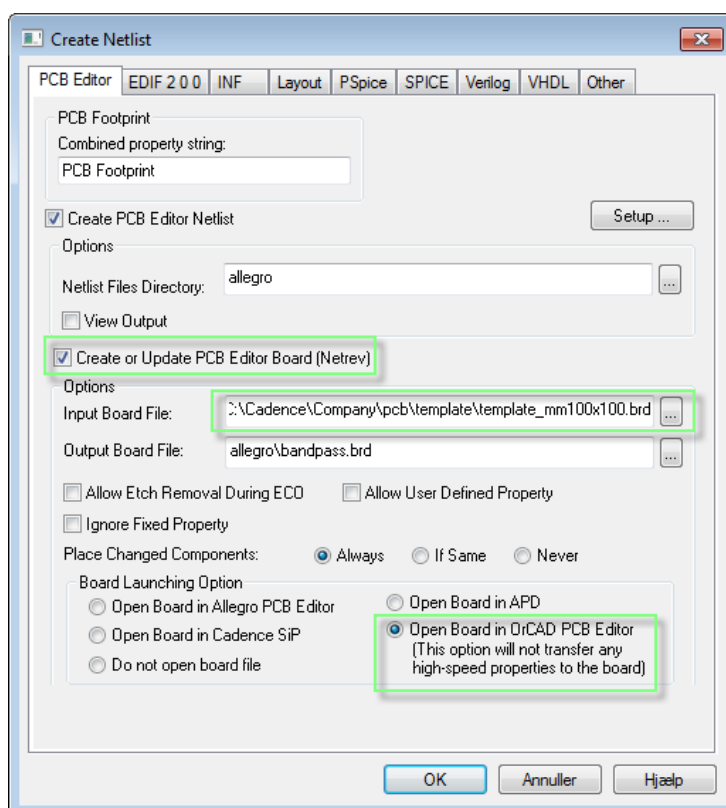 Create Netlist
PCB Editor EDIF 2 0 0 INF Layout PSpice SPICE Verilog VHDL Other
PCB Footprint
Combined property string:
PCB Footprint
Create PCB Editor Netlist
Setup ...
Options
Netlist Files Directory: allegro ...
View Output
Create or Update PCB Editor Board (Netrev)
Options
Input Board File: C:\Cadence\Company\pcb\template\template_mm100x100.brd ...
Output Board File: allegro\bandpass.brd ...
Allow Etch Removal During ECO Allow User Defined Property
Ignore Fixed Property
Place Changed Components: Always If Same Never
Board Launching Option
Open Board in Allegro PCB Editor Open Board in APD
Open Board in Cadence SiP Open Board in OrCAD PCB Editor
(This option will not transfer any
Do not open board file high-speed properties to the board)
OK Annuller Hjælp